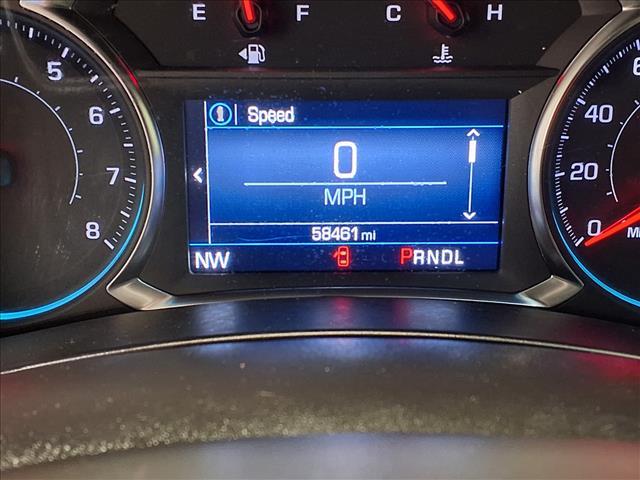 E F C H
5
6
7
8
i Speed
0
MPH
58461 mi
NW PRNDL
40
20
0